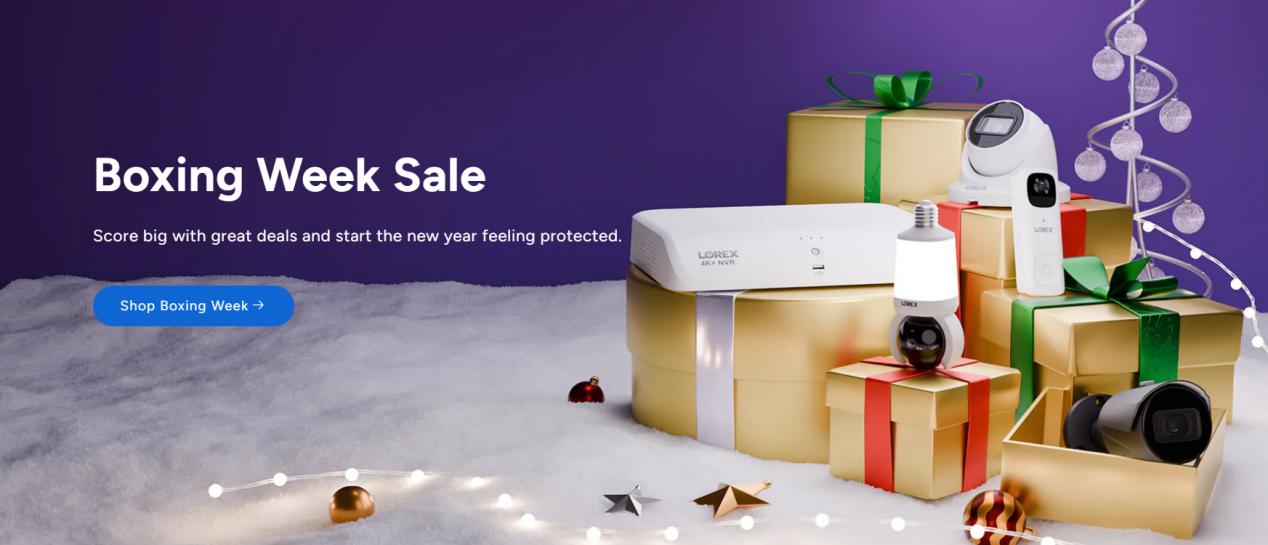 Boxing Week Sale
Score big with great deals and start the new year feeling protected.
Shop Boxing Week →
LOREX
4K+ NVR
LOREX
LOREX